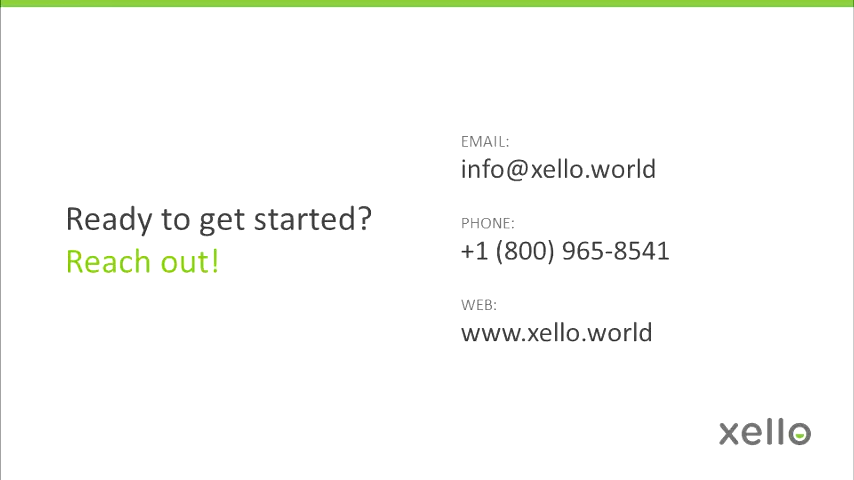 Ready to get started?
Reach out!
EMAIL:
info@xello.world
PHONE:
+1 (800) 965-8541
WEB:
www.xello.world
xello